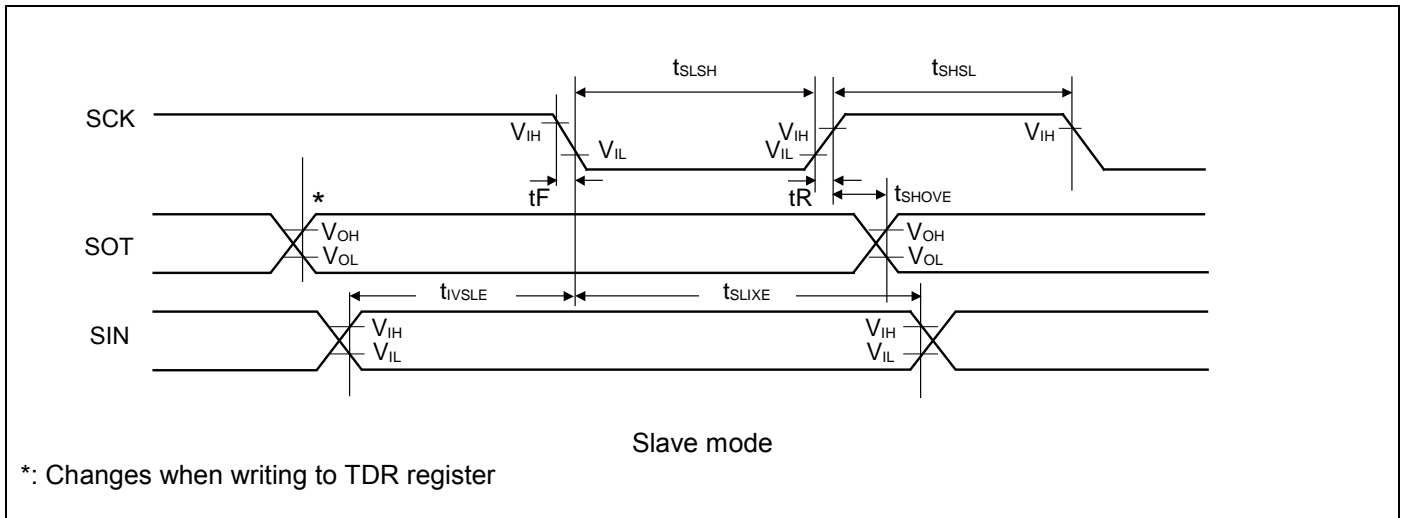 tSLSH
tSHSL
SCK
VIH
VIL
VIL
VIH
VIH
tF
tR
tSHOVE
*
SOT
VOH
VOL
VOH
VOL
tIVSLE
tSLIXE
SIN
VIH
VIL
VIH
VIL
Slave mode
*: Changes when writing to TDR register